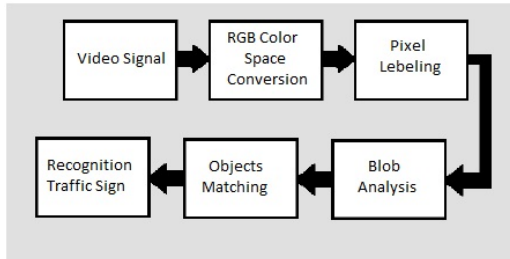 Video Signal
RGB Color
Space
Conversion
Pixel
Lebeling
Blob
Analysis
Objects
Matching
Recognition
Traffic Sign